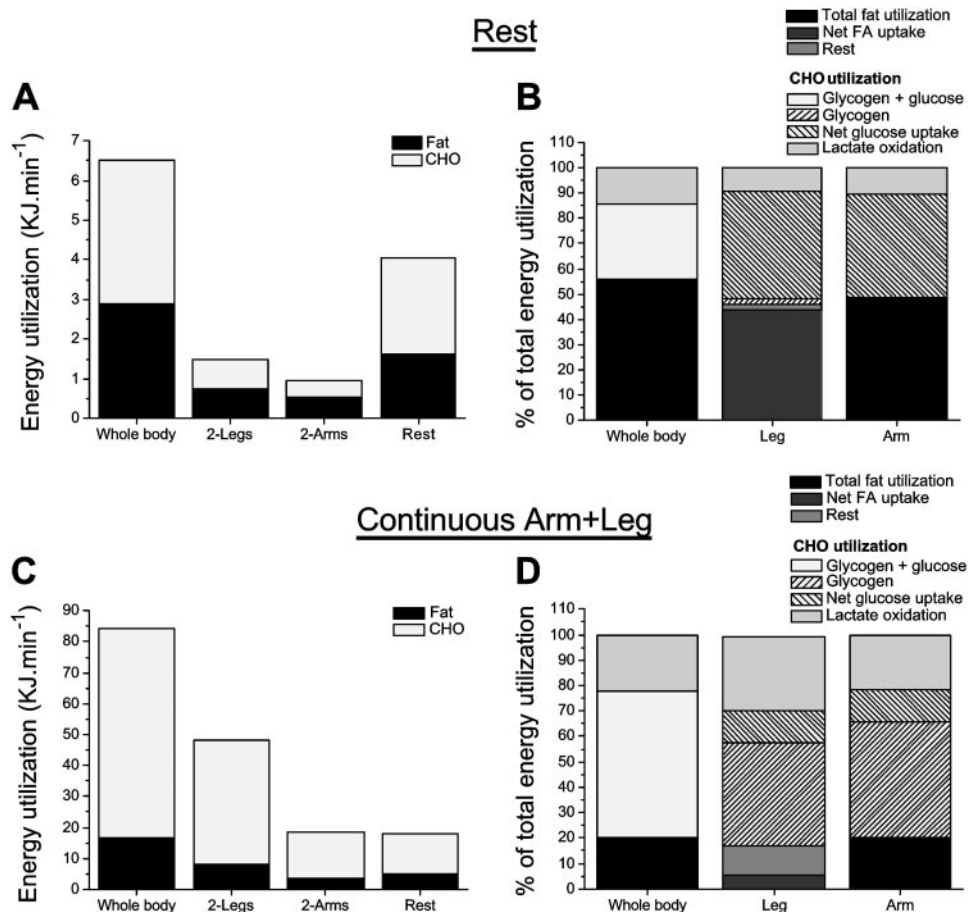 Rest
Total fat utilization
Net FA uptake
Rest
CHO utilization
Glycogen + glucose
Glycogen
Net glucose uptake
Lactate oxidation
A
Fat
CHO
Energy utilization (KJ.min⁻¹)
7
6
5
4
3
2
1
0
Whole body 2-Legs 2-Arms Rest
B
% of total energy utilization
110
100
90
80
70
60
50
40
30
20
10
0
Whole body Leg Arm
Continuous Arm+Leg
Total fat utilization
Net FA uptake
Rest
CHO utilization
Glycogen + glucose
Glycogen
Net glucose uptake
Lactate oxidation
C
Fat
CHO
Energy utilization (KJ.min⁻¹)
90
80
70
60
50
40
30
20
10
0
Whole body 2-Legs 2-Arms Rest
D
% of total energy utilization
110
100
90
80
70
60
50
40
30
20
10
0
Whole body Leg Arm